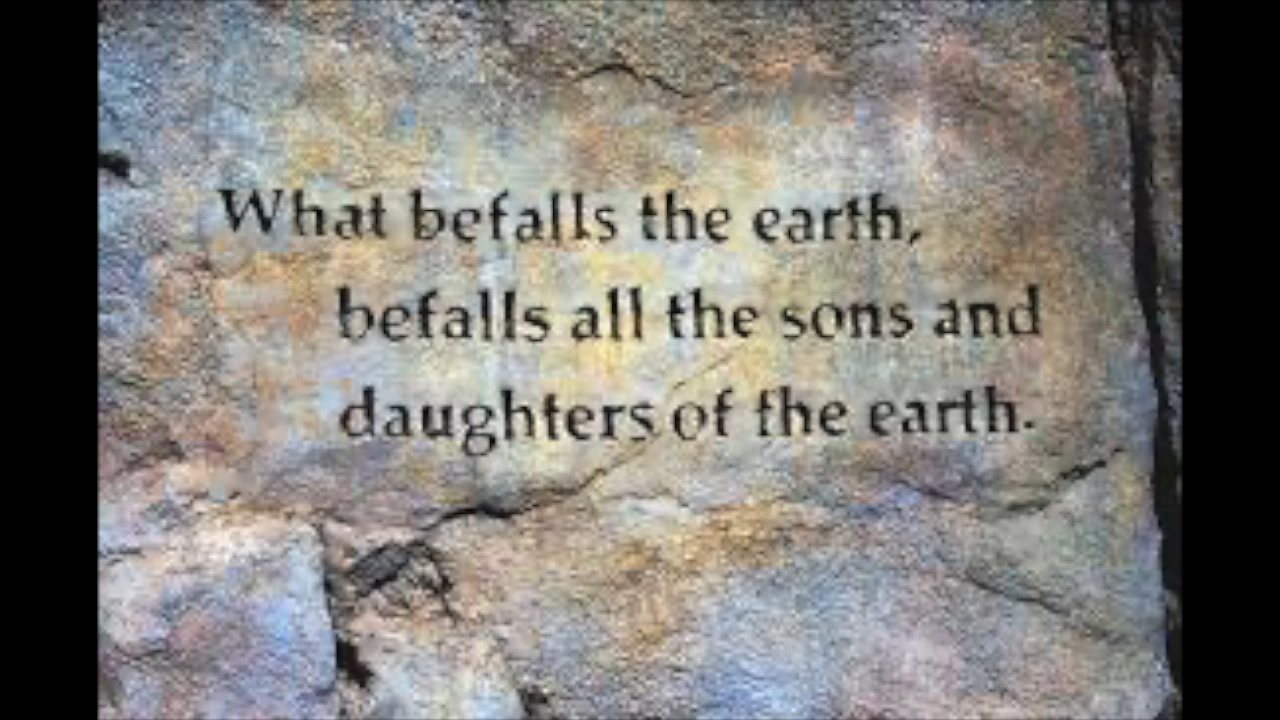 What befalls the earth,
befalls all the sons and
daughters of the earth.